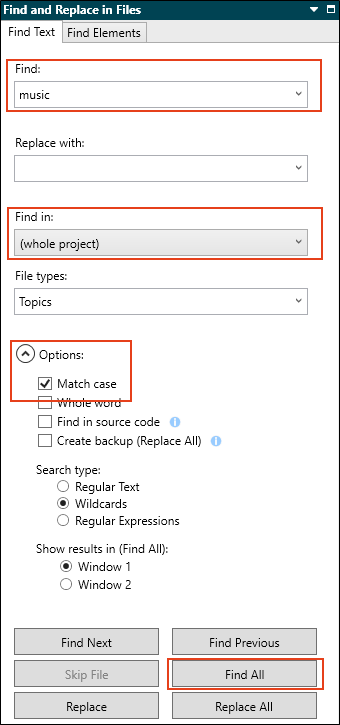 Find and Replace in Files
Find Text Find Elements
Find:
music
Replace with:
Find in:
(whole project)
File types:
Topics
Options:
Match case
Whole word
Find in source code
Create backup (Replace All)
Search type:
Regular Text
Wildcards
Regular Expressions
Show results in (Find All):
Window 1
Window 2
Find Next Find Previous
Skip File Find All
Replace Replace All